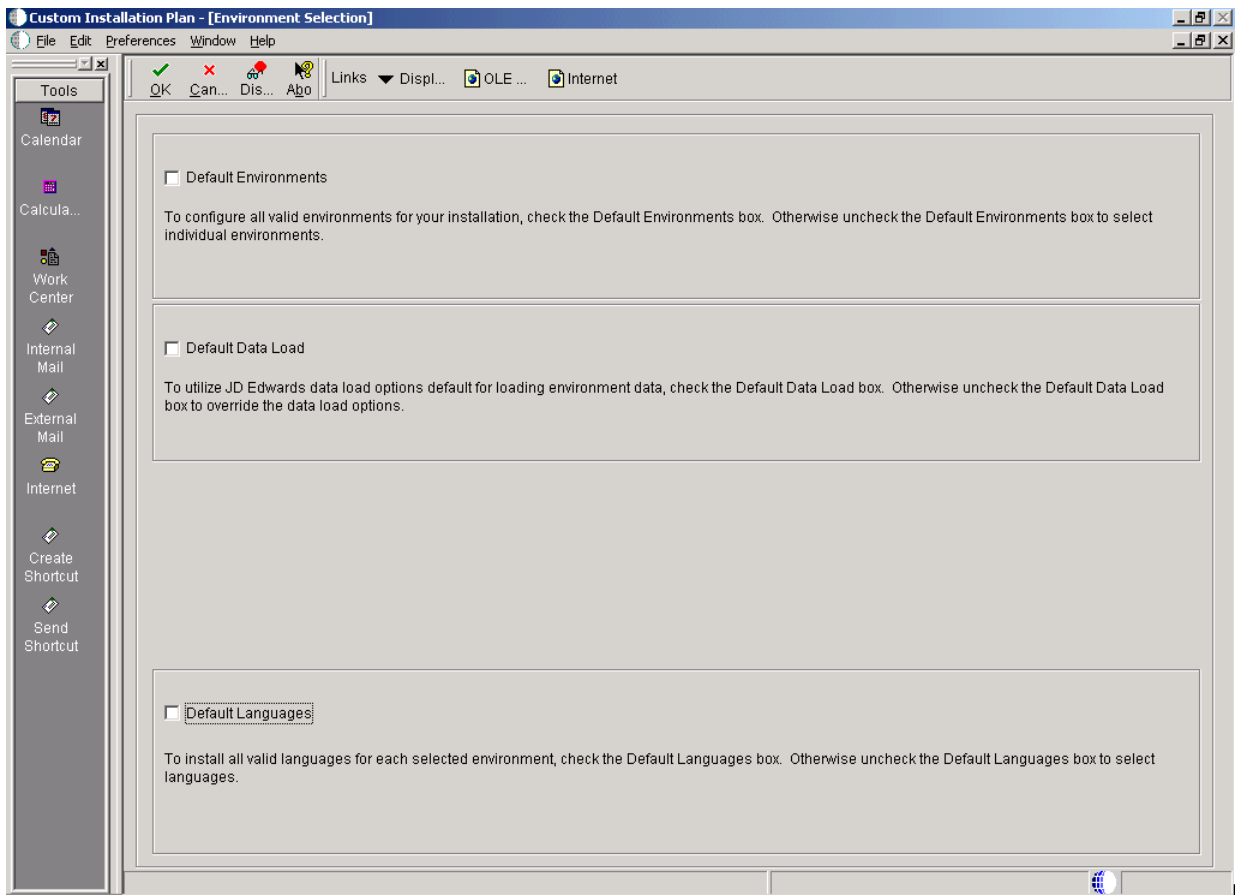 Custom Installation Plan - [Environment Selection]
File Edit Preferences Window Help
Tools
Calendar
Calcula...
Work
Center
Internal
Mail
External
Mail
Internet
Create
Shortcut
Send
Shortcut
OK Can... Dis... Abo Links Displ... OLE ... Internet
Default Environments
To configure all valid environments for your installation, check the Default Environments box. Otherwise uncheck the Default Environments box to select
individual environments.
Default Data Load
To utilize JD Edwards data load options default for loading environment data, check the Default Data Load box. Otherwise uncheck the Default Data Load
box to override the data load options.
Default Languages
To install all valid languages for each selected environment, check the Default Languages box. Otherwise uncheck the Default Languages box to select
languages.